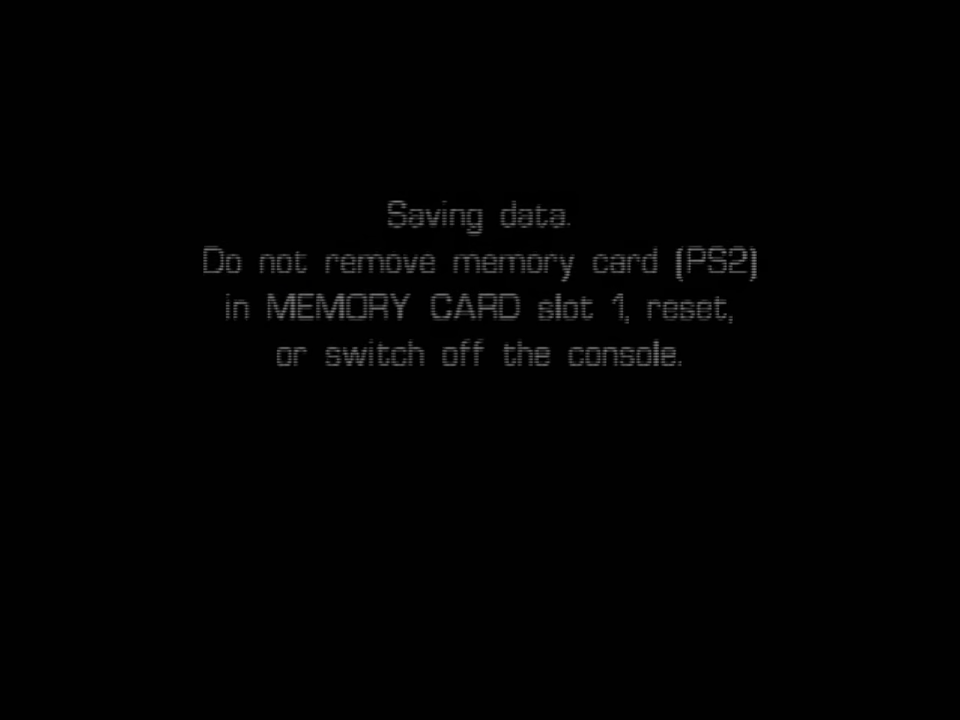 Saving data.
Do not remove memory card (PS2)
in MEMORY CARD slot 1, reset,
or switch off the console.